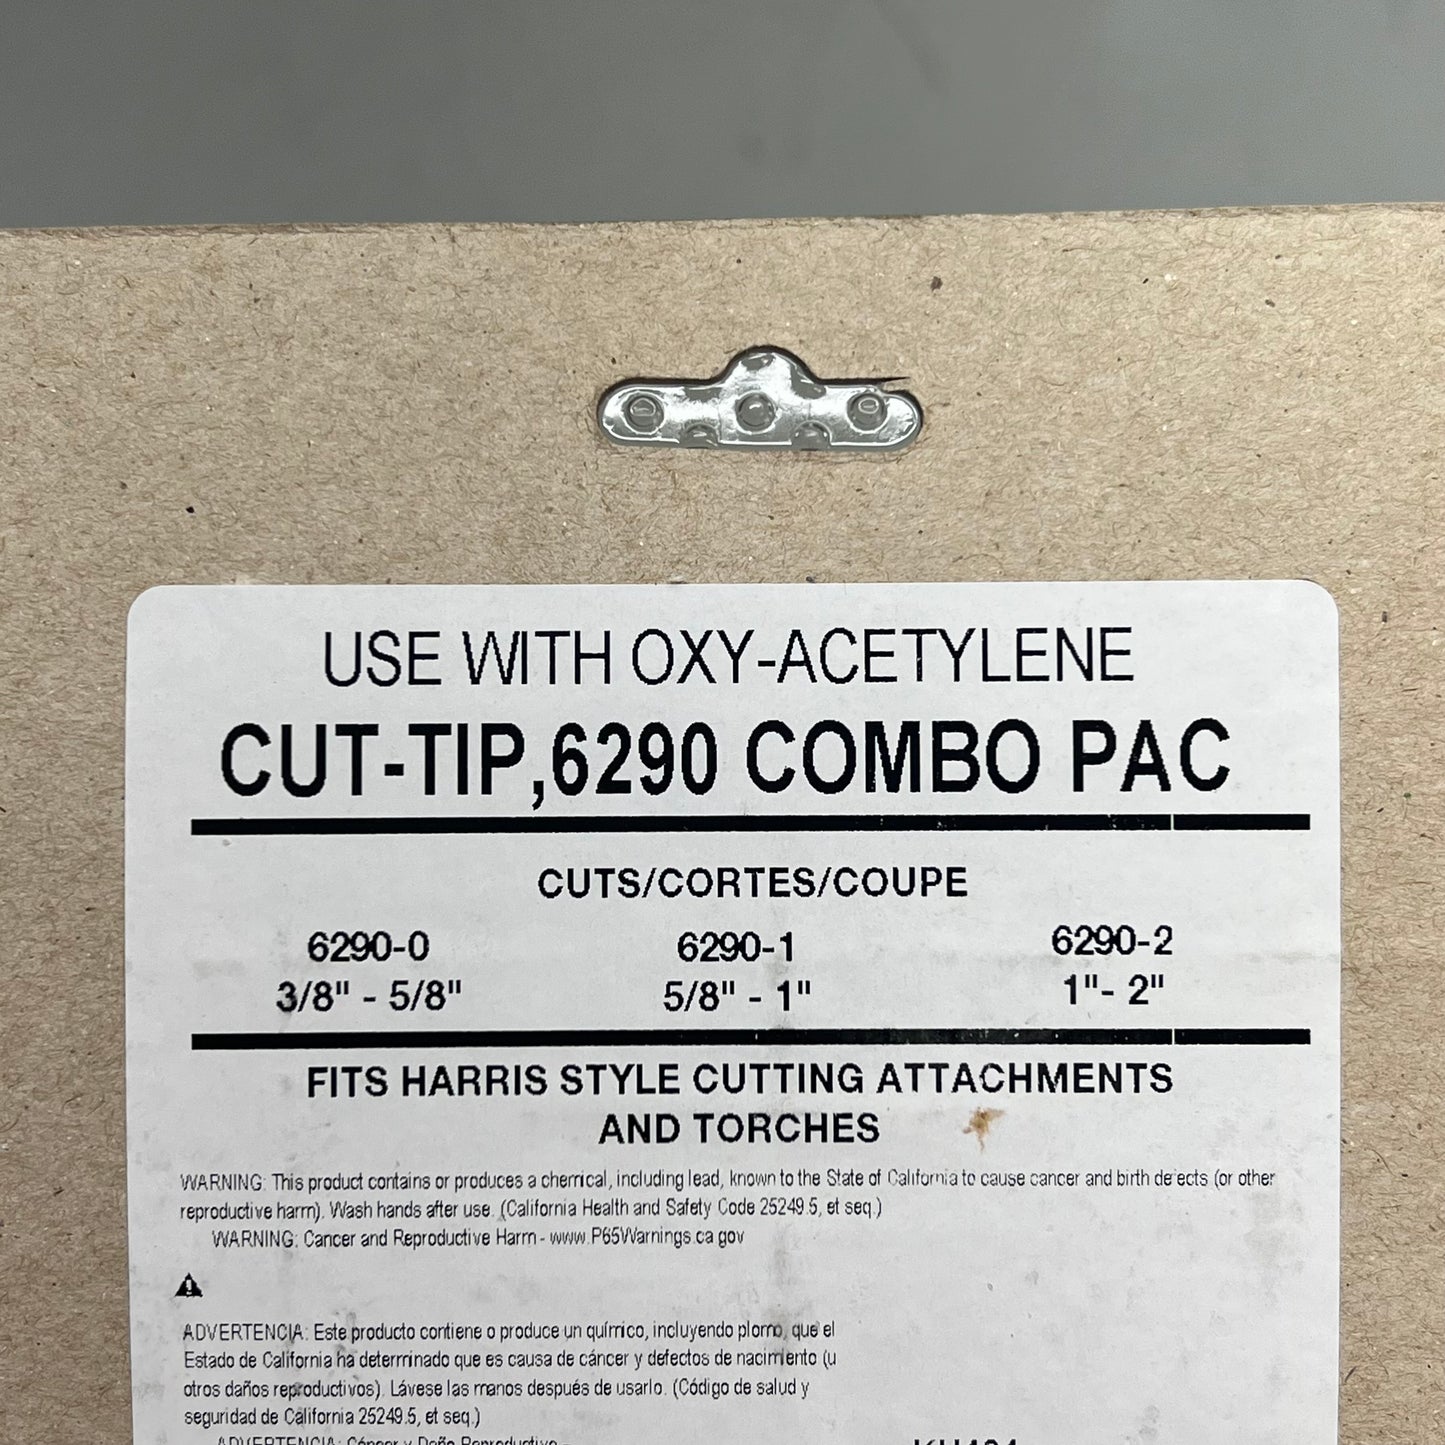 USE WITH OXY-ACETYLENE
CUT-TIP,6290 COMBO PAC
CUTS/CORTES/COUPE
6290-0 6290-1 6290-2
3/8" - 5/8" 5/8" - 1" 1"- 2"
FITS HARRIS STYLE CUTTING ATTACHMENTS
AND TORCHES
WARNING: This product contains or produces a chemical, including lead, known to the State of California to cause cancer and birth defects (or other
reproductive harm). Wash hands after use. (California Health and Safety Code 25249.5, et seq.)
WARNING: Cancer and Reproductive Harm - www.P65Warnings.ca.gov
ADVERTENCIA: Este producto contiene o produce un químico, incluyendo plomo, que el
Estado de California ha determinado que es causa de cáncer y defectos de nacimiento (u
otros daños reproductivos). Lávese las manos después de usarlo. (Código de salud y
seguridad de California 25249.5, et seq.)
ADVERTENCIA: Cáncer y Daño Reproductivo -